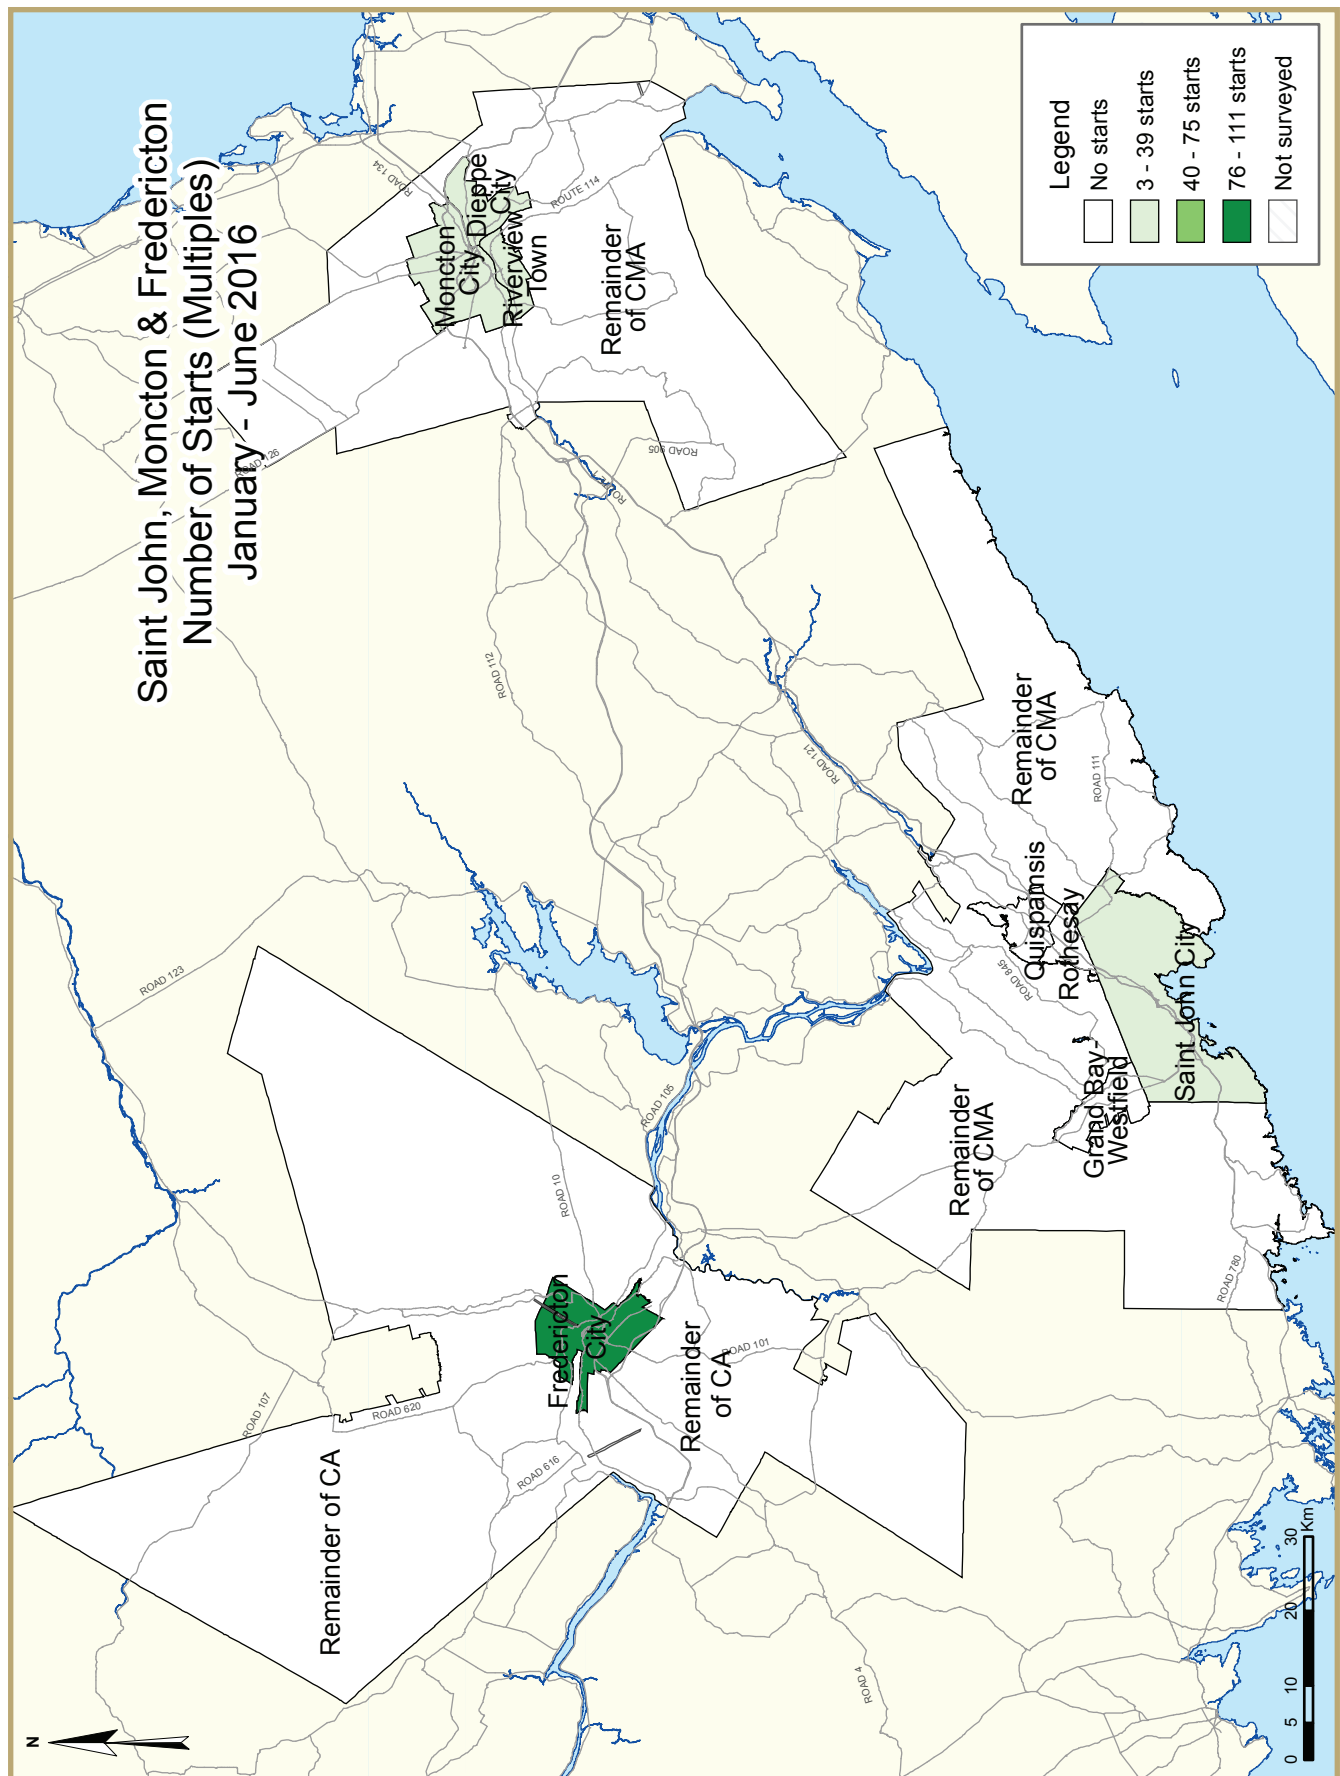 Saint John, Moncton & Fredericton
Number of Starts (Multiples)
January - June 2016
N
ROAD 134
Moncton
City
Dieppe
City
Riverview
Town
ROUTE 114
Remainder
of CMA
ROAD 126
ROAD 905
ROUTE
ROAD 112
ROAD 121
ROAD 123
ROAD 105
ROAD 10
ROAD 107
ROAD 620
ROAD 616
Remainder of CA
Fredericton
City
Remainder
of CA
ROAD 101
Remainder
of CMA
ROAD 111
Quispamsis
Rothesay
ROAD 845
Saint John City
Grand Bay -
Westfield
Remainder
of CMA
ROAD 780
ROAD 4
Legend
No starts
3 - 39 starts
40 - 75 starts
76 - 111 starts
Not surveyed
0 5 10 20 30
Km